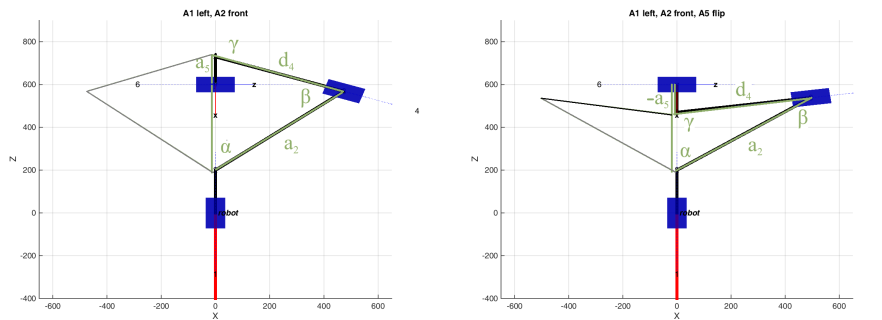 A1 left, A2 front
800
600
400
200
0
-200
-400
Z
-600
-400
-200
0
200
400
600
X
γ
a5
d4
6
z
β
x
4
α
a2
robot
1
A1 left, A2 front, A5 flip
800
600
400
200
0
-200
-400
Z
-600
-400
-200
0
200
400
600
X
6
z
-a5
d4
x
γ
β
α
a2
robot
1